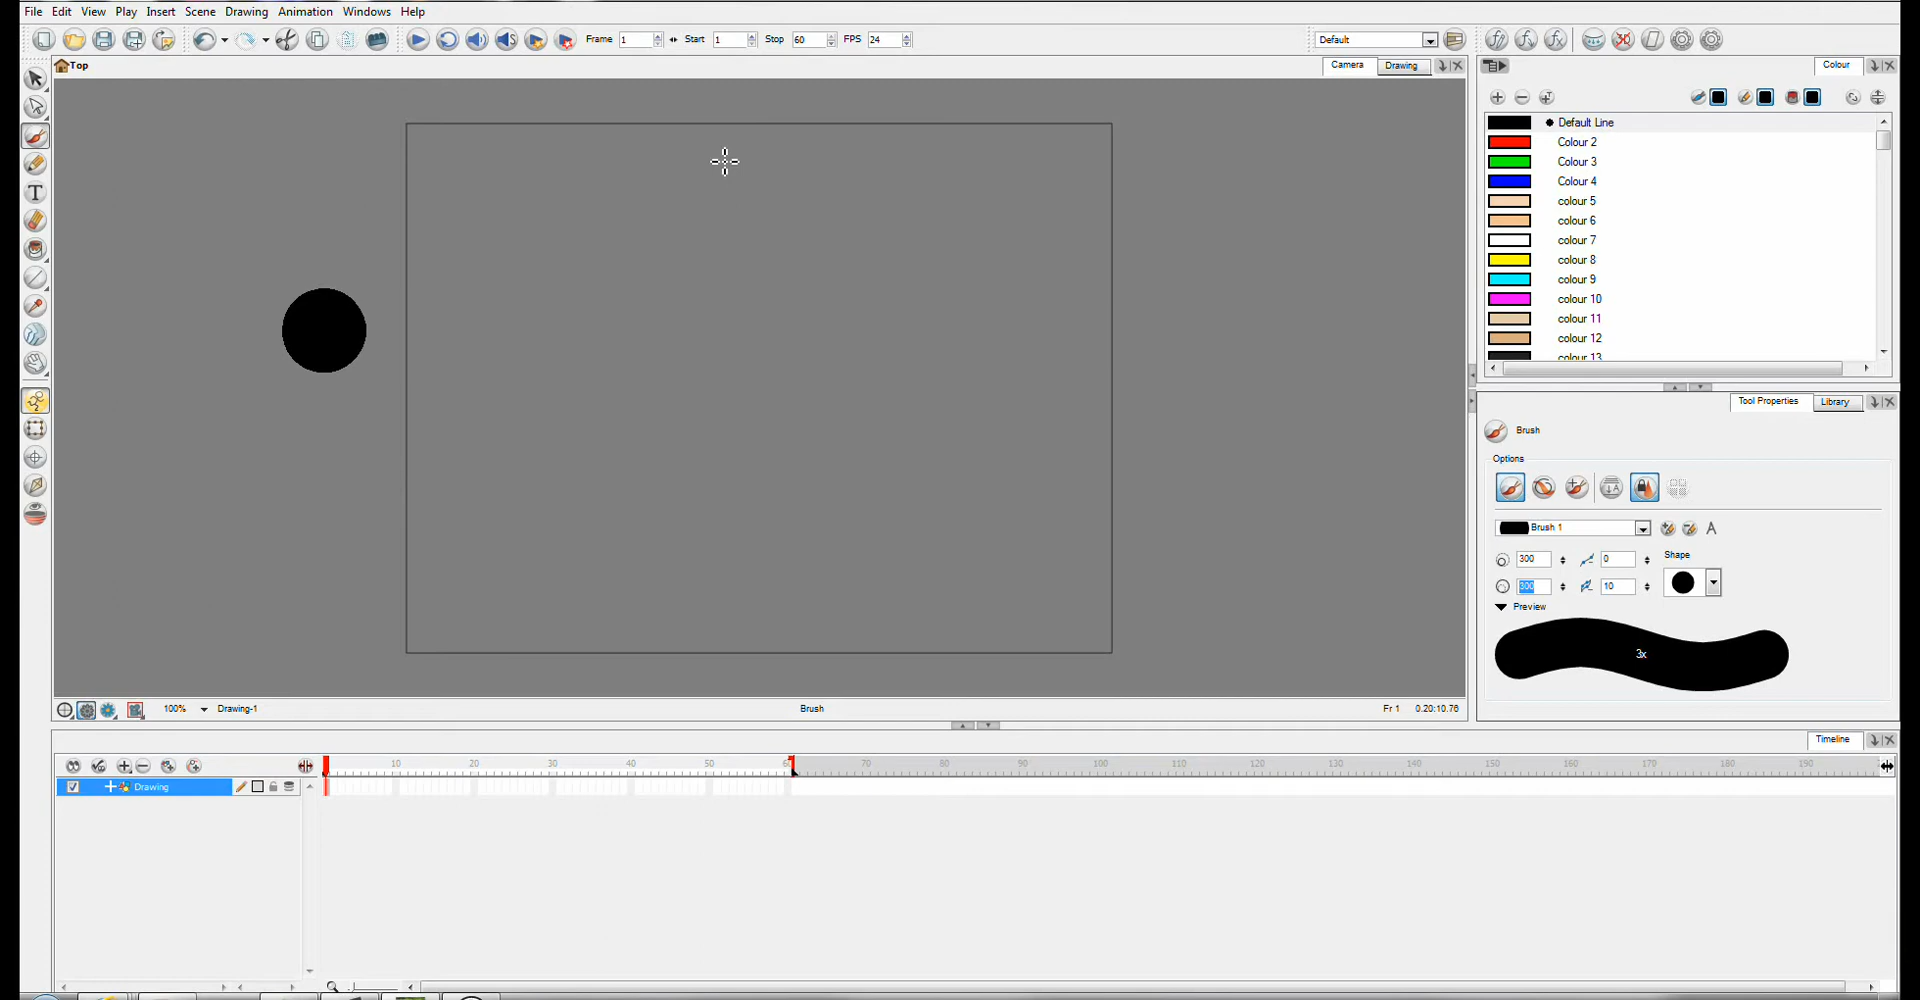 File Edit View Play Insert Scene Drawing Animation Windows Help
Frame 1 Start 1 Stop 60 FPS 24 Default
Top Camera Drawing Colour
Default Line
Colour 2
Colour 3
Colour 4
colour 5
colour 6
colour 7
colour 8
colour 9
colour 10
colour 11
colour 12
colour 13
Tool Properties Library
Brush
Options
Brush 1 A
300 0 Shape
300 10
Preview
3x
100% Drawing-1 Brush Fr 1 0.20:10.76
Timeline
10 20 30 40 50 60 70 80 90 100 110 120 130 140 150 160 170 180 190
Drawing